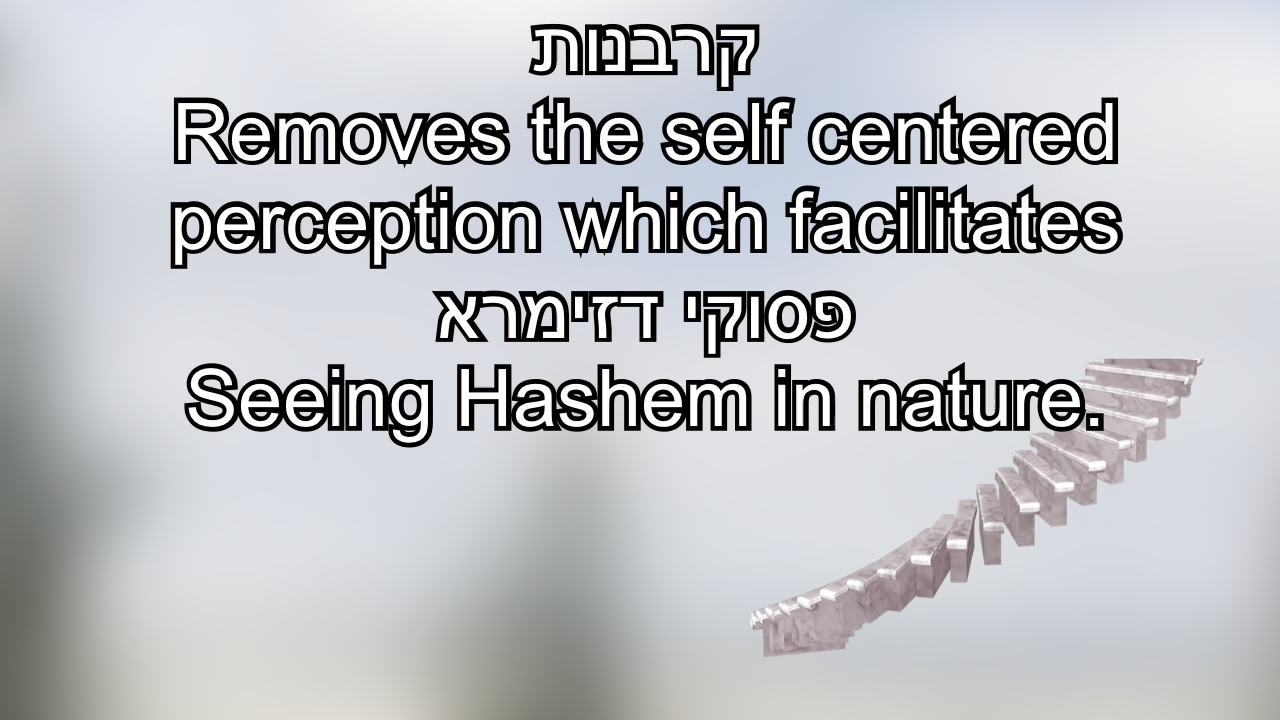 קרבנות
Removes the self centered
perception which facilitates
פסוקי דזימרא
Seeing Hashem in nature.